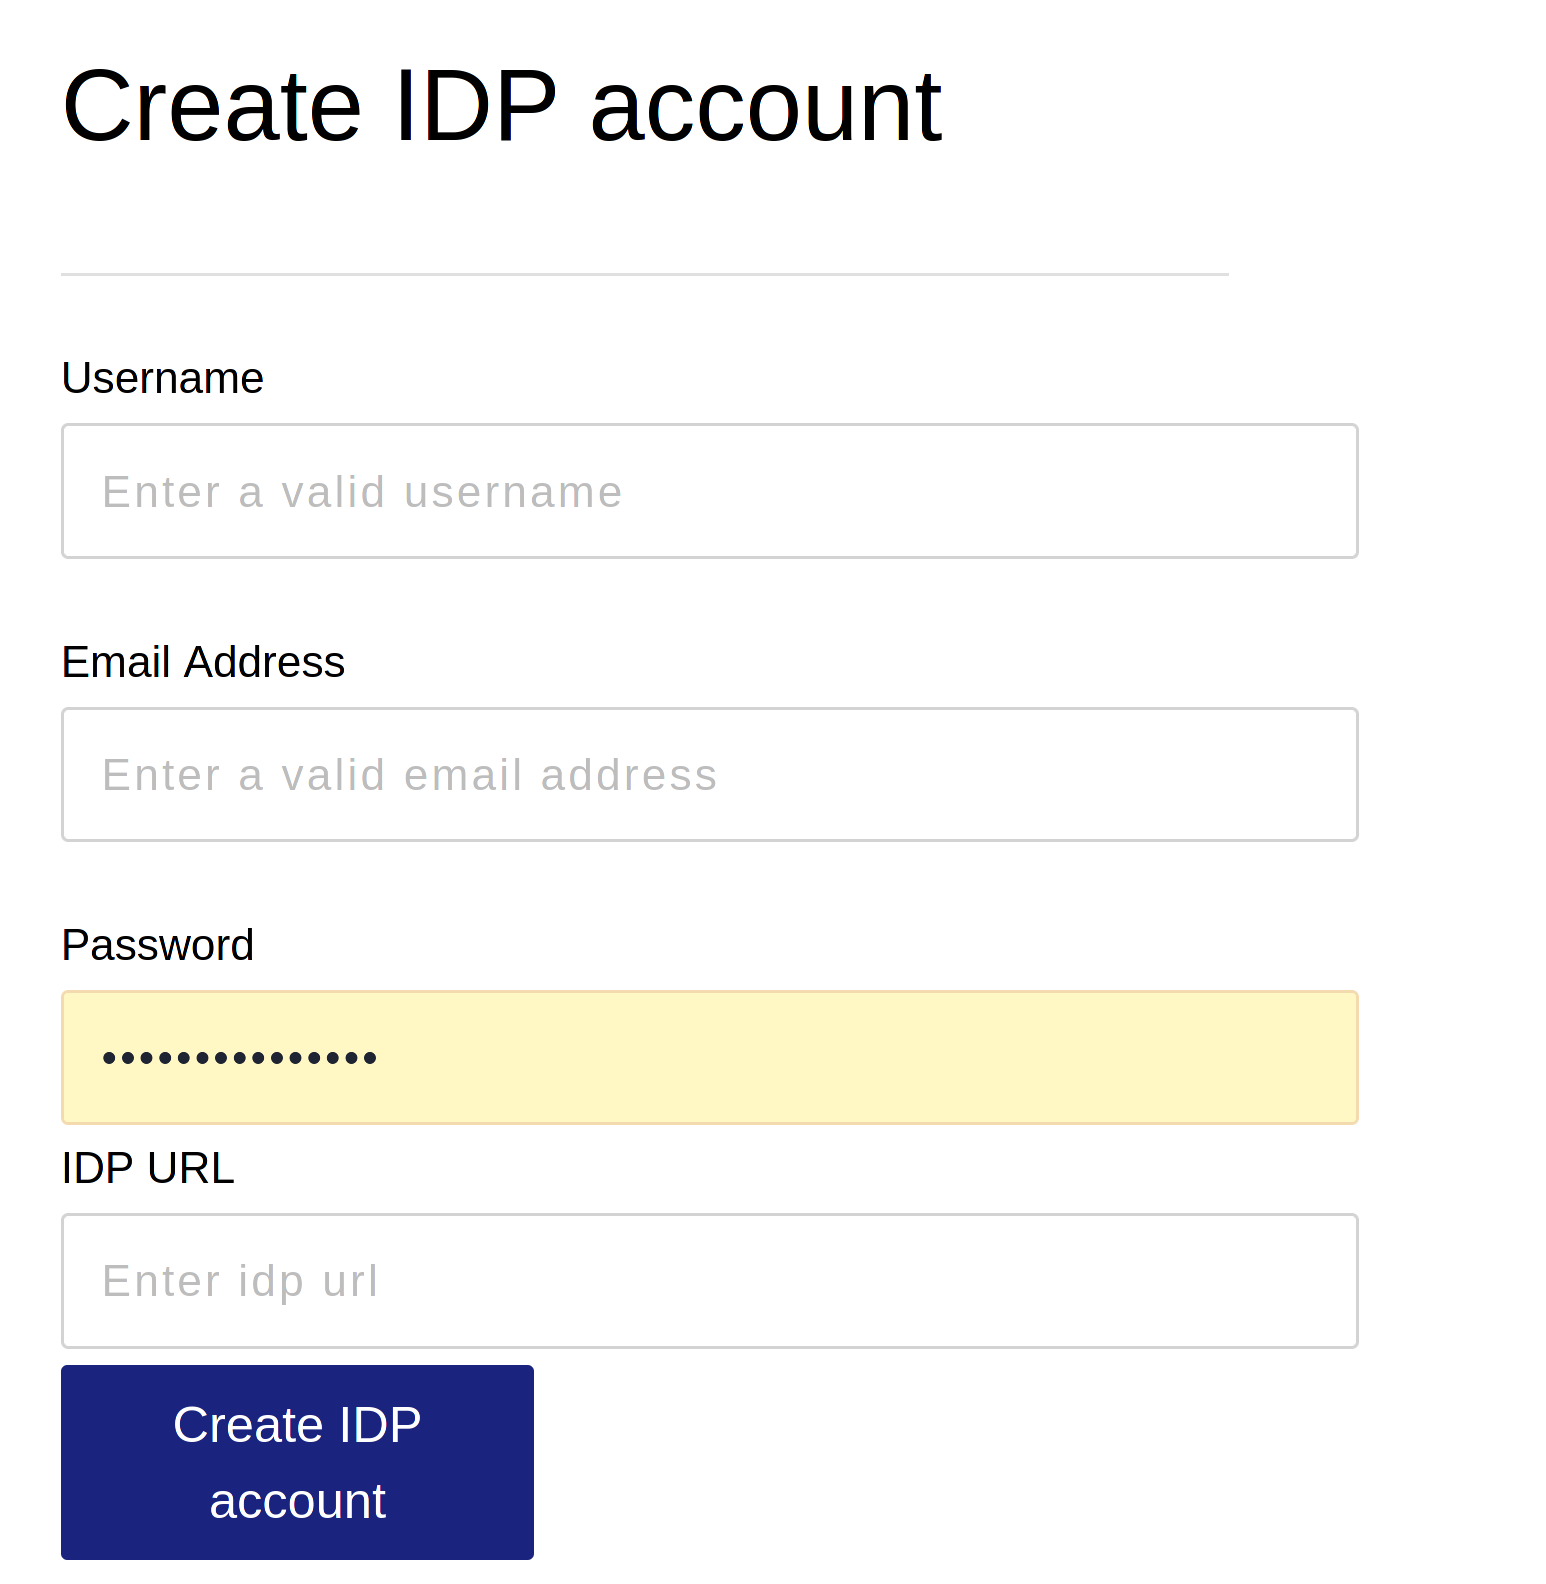 Create IDP account
Username
Enter a valid username
Email Address
Enter a valid email address
Password
•••••••••••••••
IDP URL
Enter idp url
Create IDP
account